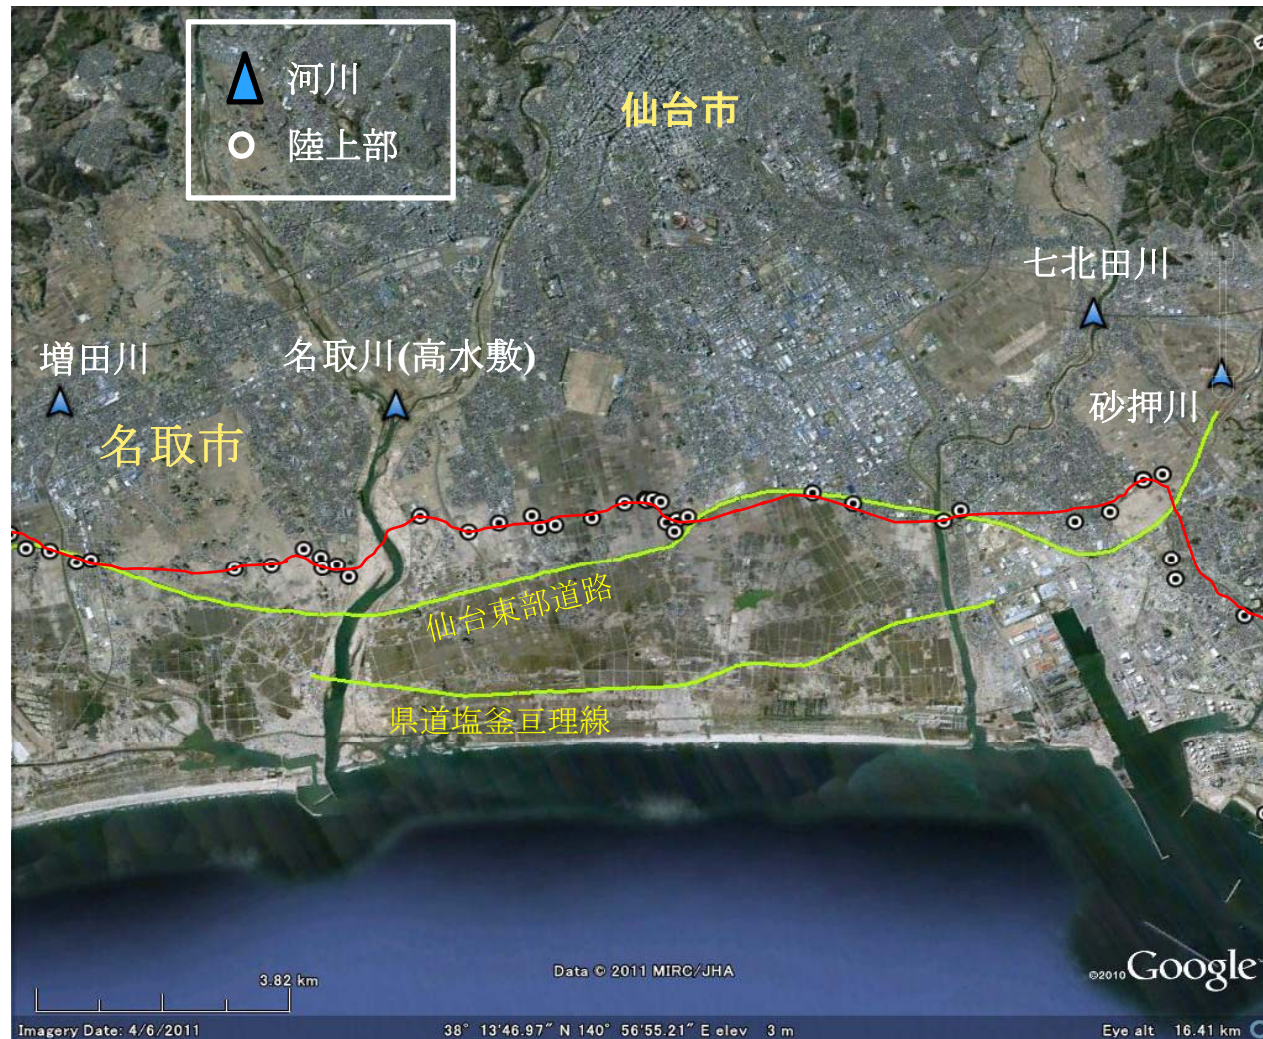 河川
陸上部
仙台市
七北田川
増田川
名取川(高水敷)
砂押川
名取市
仙台東部道路
県道塩釜亘理線
3.82 km
Data © 2011 MIRC/JHA
©2010 Google
Imagery Date: 4/6/2011
38° 13'46.97" N 140° 56'55.21" E elev 3 m
Eye alt 16.41 km